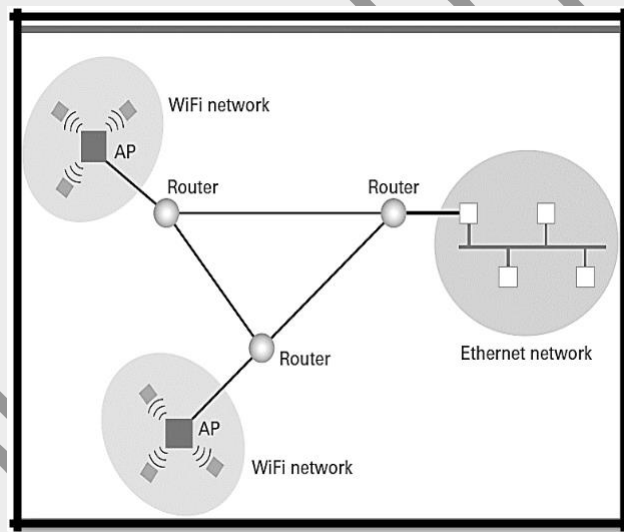 WiFi network
AP
Router
Router
Router
Ethernet network
AP
WiFi network